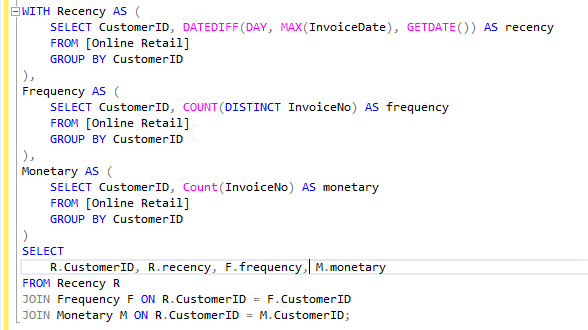 WITH Recency AS (
SELECT CustomerID, DATEDIFF(DAY, MAX(InvoiceDate), GETDATE()) AS recency
FROM [Online Retail]
GROUP BY CustomerID
),
Frequency AS (
SELECT CustomerID, COUNT(DISTINCT InvoiceNo) AS frequency
FROM [Online Retail]
GROUP BY CustomerID
),
Monetary AS (
SELECT CustomerID, Count(InvoiceNo) AS monetary
FROM [Online Retail]
GROUP BY CustomerID
)
SELECT
R.CustomerID, R.recency, F.frequency, M.monetary
FROM Recency R
JOIN Frequency F ON R.CustomerID = F.CustomerID
JOIN Monetary M ON R.CustomerID = M.CustomerID;